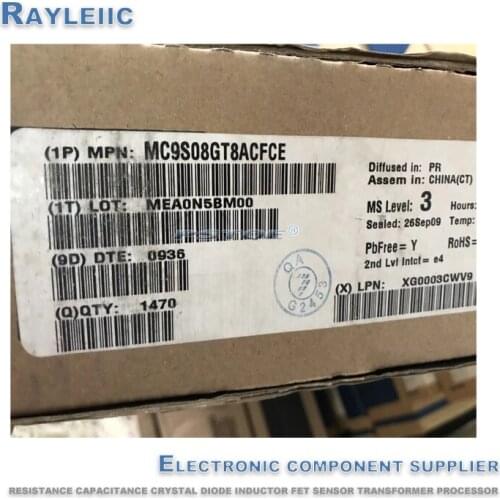 RAYLEIIC
(1P) MPN: MC9S08GT8ACFCE
(1T) LOT: MEA0N5BM00
(9D) DTE: 0936
(Q)QTY: 1470
Diffused in: PR
Assem in: CHINA(CT)
MS Level: 3 Hours:
Sealed: 26Sep09 Temp:
PbFree= Y RoHS=
2nd Lvl Intct= e4
(X) LPN: XG0003CWV9
QA
G2453
ELECTRONIC COMPONENT SUPPLIER
RESISTANCE CAPACITANCE CRYSTAL DIODE INDUCTOR FET SENSOR TRANSFORMER PROCESSOR